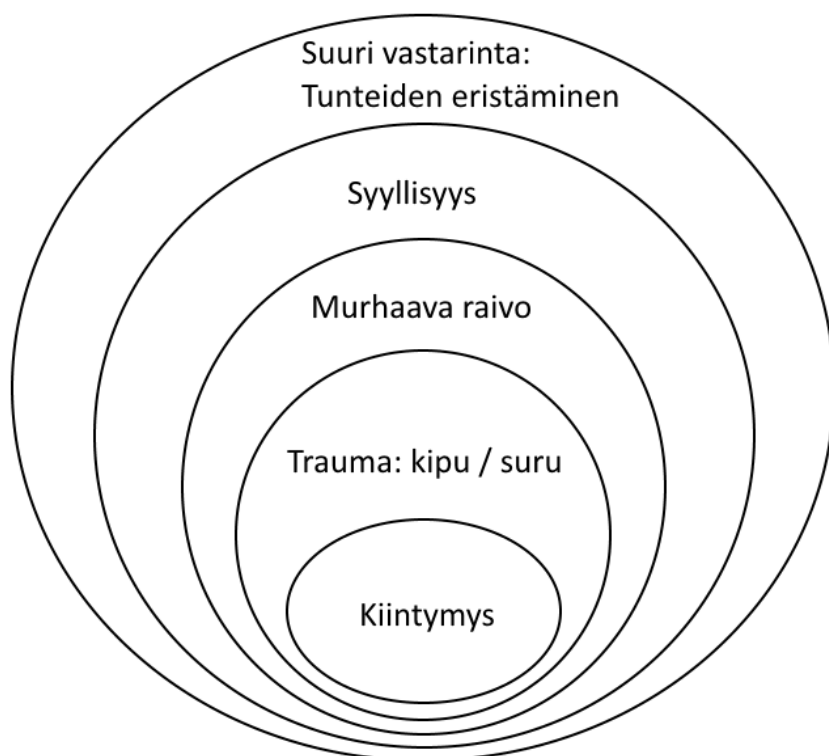 Suuri vastarinta:
Tunteiden eristäminen
Syyllisyys
Murhaava raivo
Trauma: kipu / suru
Kiintymys